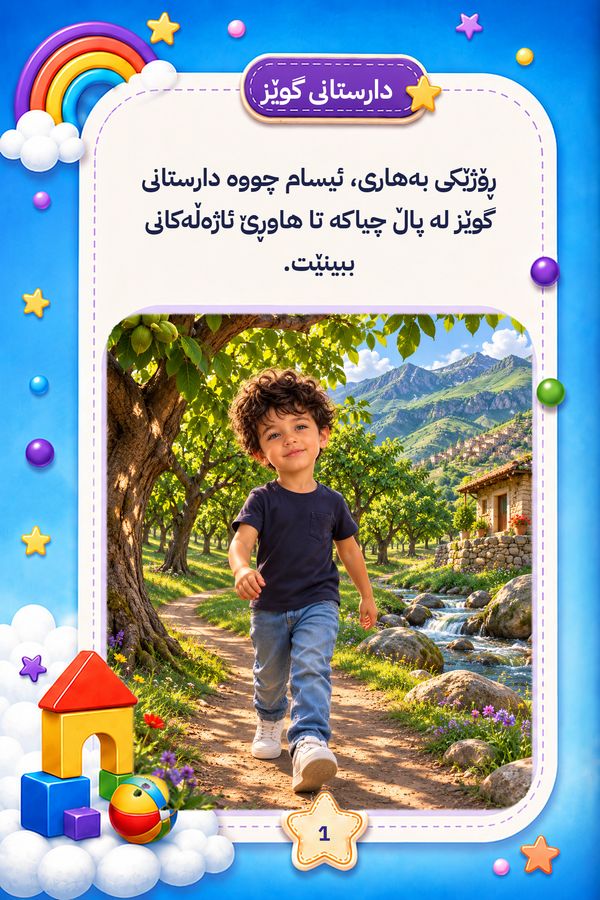 دارستانی گوێز
ڕۆژێکی بەهاری، ئیسام چووە دارستانی
گوێز لە پاڵ چیاکە تا هاوڕێ ئاژەڵەکانی
ببینێت.
1